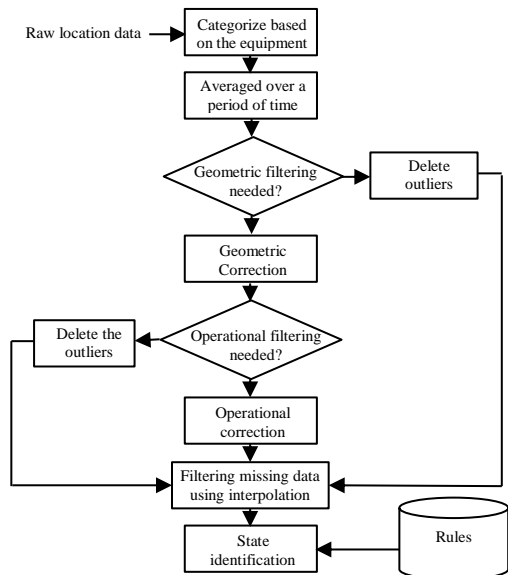 Raw location data
Categorize based
on the equipment
Averaged over a
period of time
Geometric filtering
needed?
Delete
outliers
Geometric
Correction
Delete the
outliers
Operational filtering
needed?
Operational
correction
Filtering missing data
using interpolation
State
identification
Rules